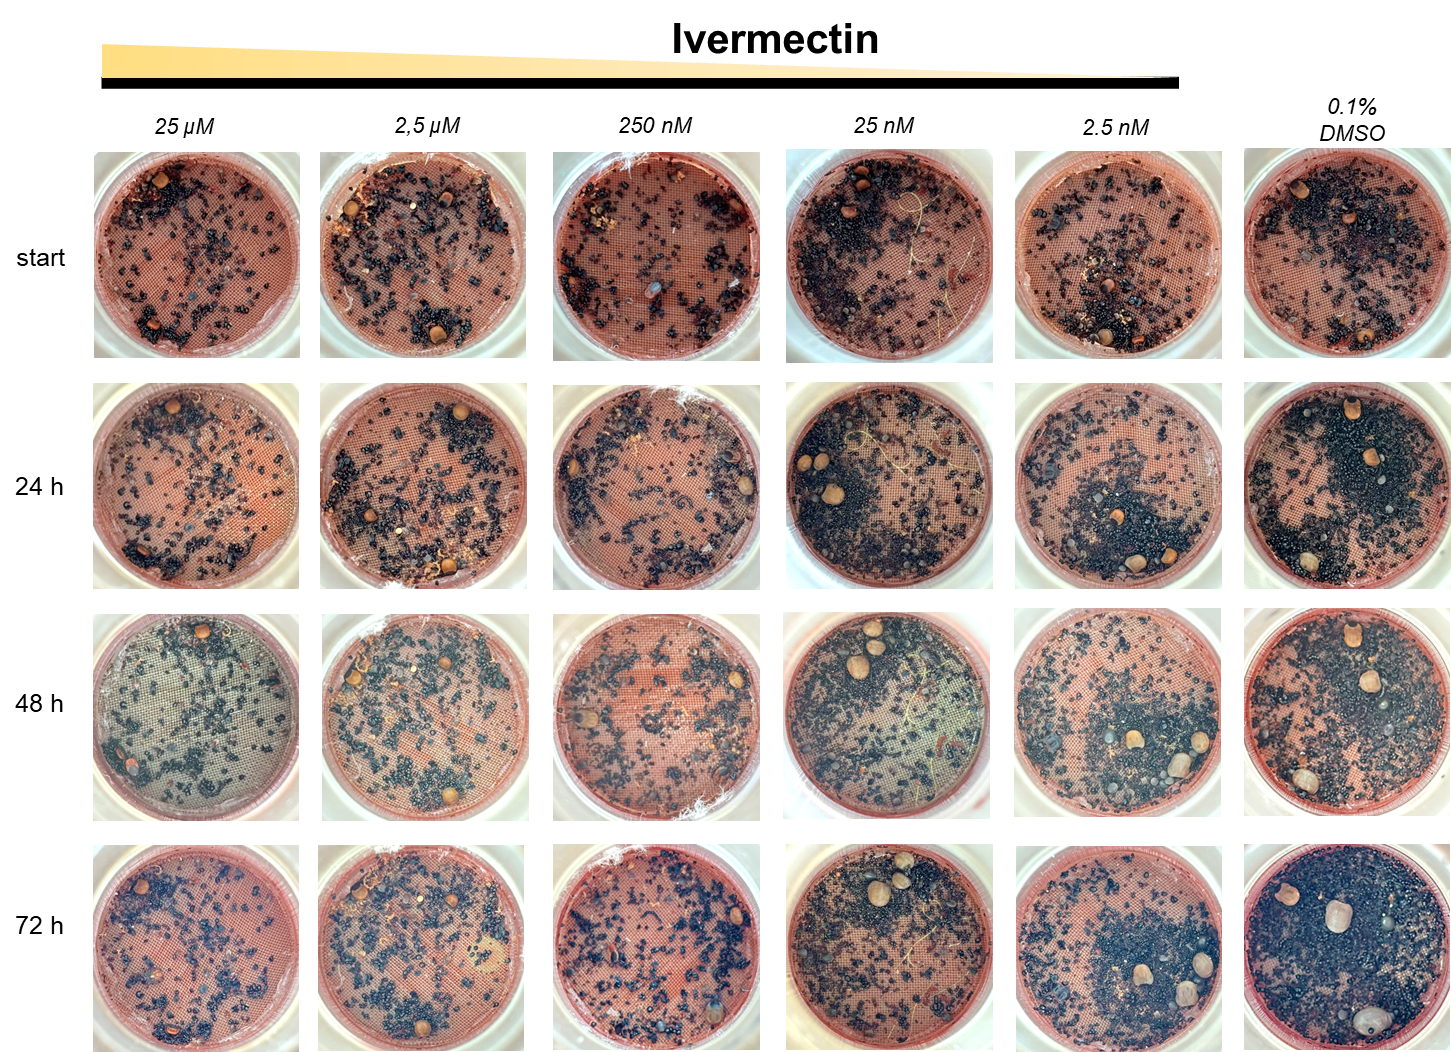 Ivermectin
25 µM
2,5 µM
250 nM
25 nM
2.5 nM
0.1%
DMSO
start
24 h
48 h
72 h